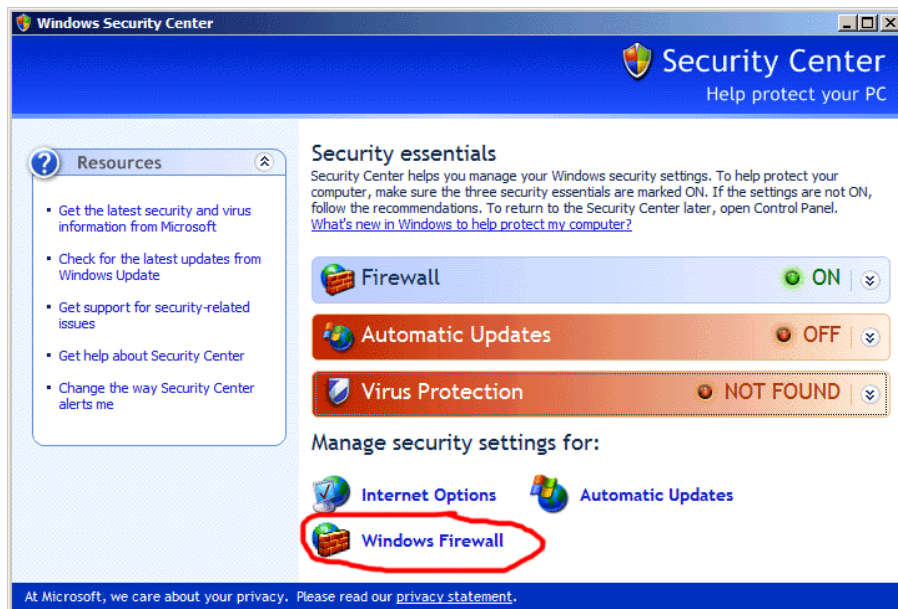 Windows Security Center
Security Center
Help protect your PC
Resources
Get the latest security and virus
information from Microsoft
Check for the latest updates from
Windows Update
Get support for security-related
issues
Get help about Security Center
Change the way Security Center
alerts me
Security essentials
Security Center helps you manage your Windows security settings. To help protect your
computer, make sure the three security essentials are marked ON. If the settings are not ON,
follow the recommendations. To return to the Security Center later, open Control Panel.
What's new in Windows to help protect my computer?
Firewall ON
Automatic Updates OFF
Virus Protection NOT FOUND
Manage security settings for:
Internet Options Automatic Updates
Windows Firewall
At Microsoft, we care about your privacy. Please read our privacy statement.